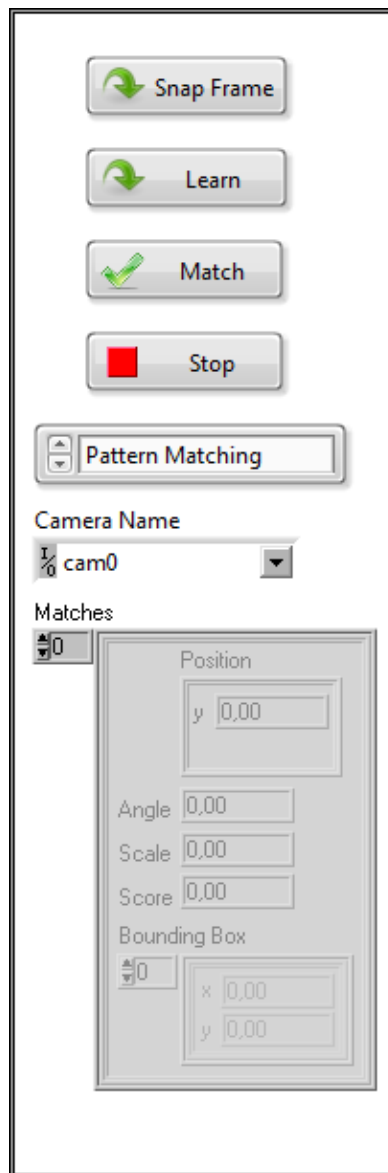 Snap Frame
Learn
Match
Stop
Pattern Matching
Camera Name
I/O cam0
Matches
0
Position
y 0,00
Angle 0,00
Scale 0,00
Score 0,00
Bounding Box
0
x 0,00
y 0,00